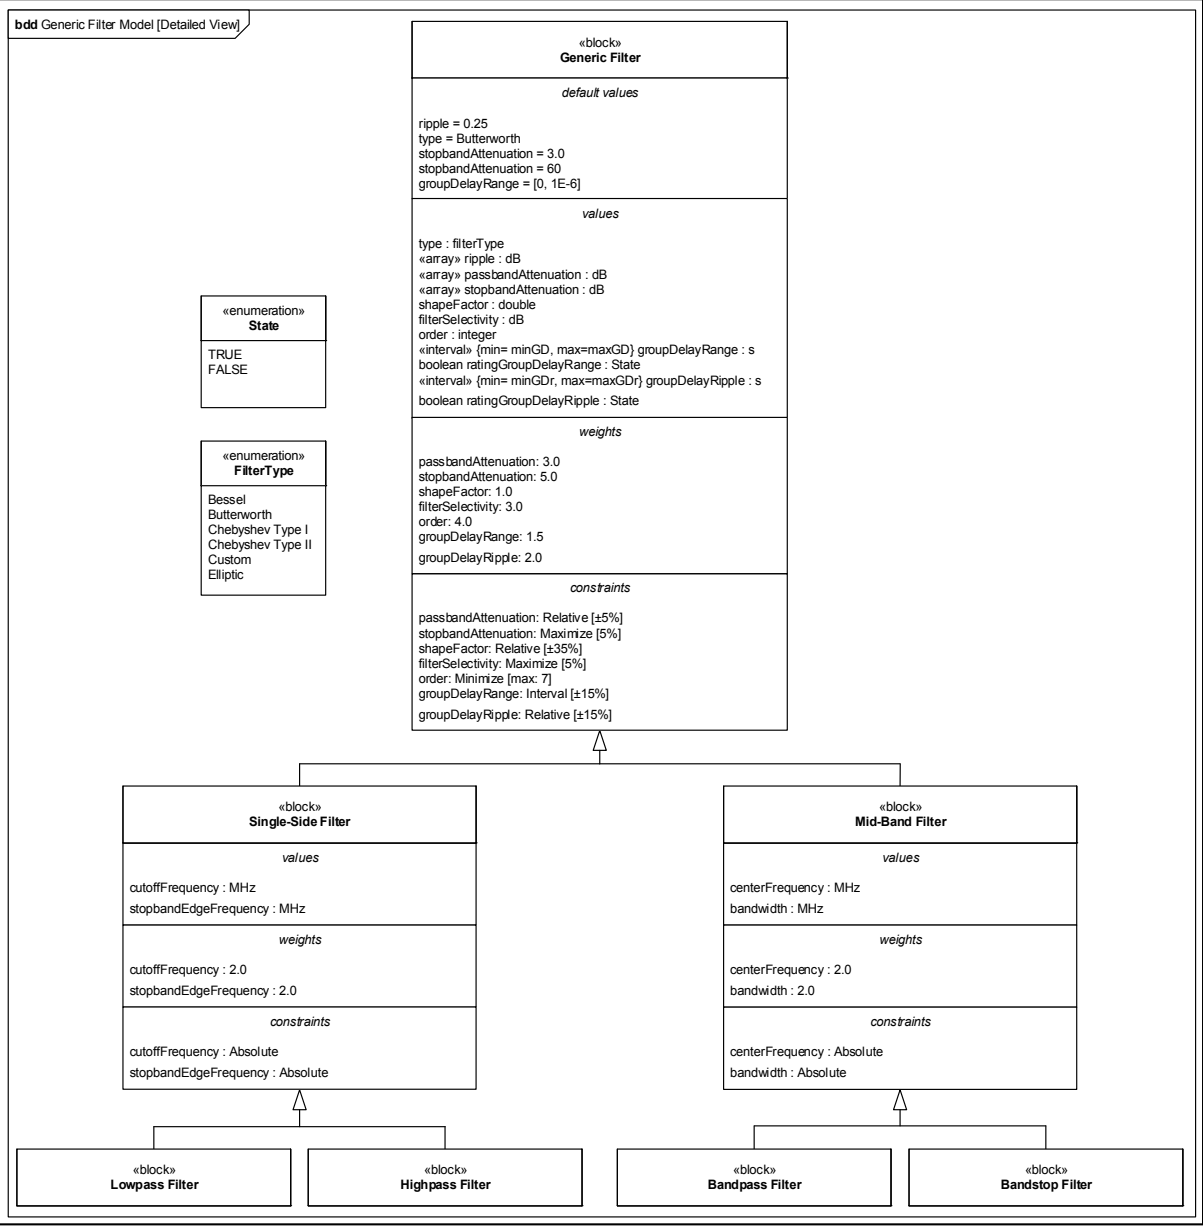 bdd Generic Filter Model [Detailed View]
«block»
Generic Filter
default values
ripple = 0.25
type = Butterworth
stopbandAttenuation = 3.0
stopbandAttenuation = 60
groupDelayRange = [0, 1E-6]
values
type : filterType
«array» ripple : dB
«array» passbandAttenuation : dB
«array» stopbandAttenuation : dB
shapeFactor : double
filterSelectivity : dB
order : integer
«interval» {min= minGD, max=maxGD} groupDelayRange : s
boolean ratingGroupDelayRange : State
«interval» {min= minGDr, max=maxGDr} groupDelayRipple : s
boolean ratingGroupDelayRipple : State
weights
passbandAttenuation: 3.0
stopbandAttenuation: 5.0
shapeFactor: 1.0
filterSelectivity: 3.0
order: 4.0
groupDelayRange: 1.5
groupDelayRipple: 2.0
constraints
passbandAttenuation: Relative [±5%]
stopbandAttenuation: Maximize [5%]
shapeFactor: Relative [±35%]
filterSelectivity: Maximize [5%]
order: Minimize [max: 7]
groupDelayRange: Interval [±15%]
groupDelayRipple: Relative [±15%]
«enumeration»
State
TRUE
FALSE
«enumeration»
FilterType
Bessel
Butterworth
Chebyshev Type I
Chebyshev Type II
Custom
Elliptic
«block»
Single-Side Filter
values
cutoffFrequency : MHz
stopbandEdgeFrequency : MHz
weights
cutoffFrequency : 2.0
stopbandEdgeFrequency : 2.0
constraints
cutoffFrequency : Absolute
stopbandEdgeFrequency : Absolute
«block»
Mid-Band Filter
values
centerFrequency : MHz
bandwidth : MHz
weights
centerFrequency : 2.0
bandwidth : 2.0
constraints
centerFrequency : Absolute
bandwidth : Absolute
«block»
Lowpass Filter
«block»
Highpass Filter
«block»
Bandpass Filter
«block»
Bandstop Filter